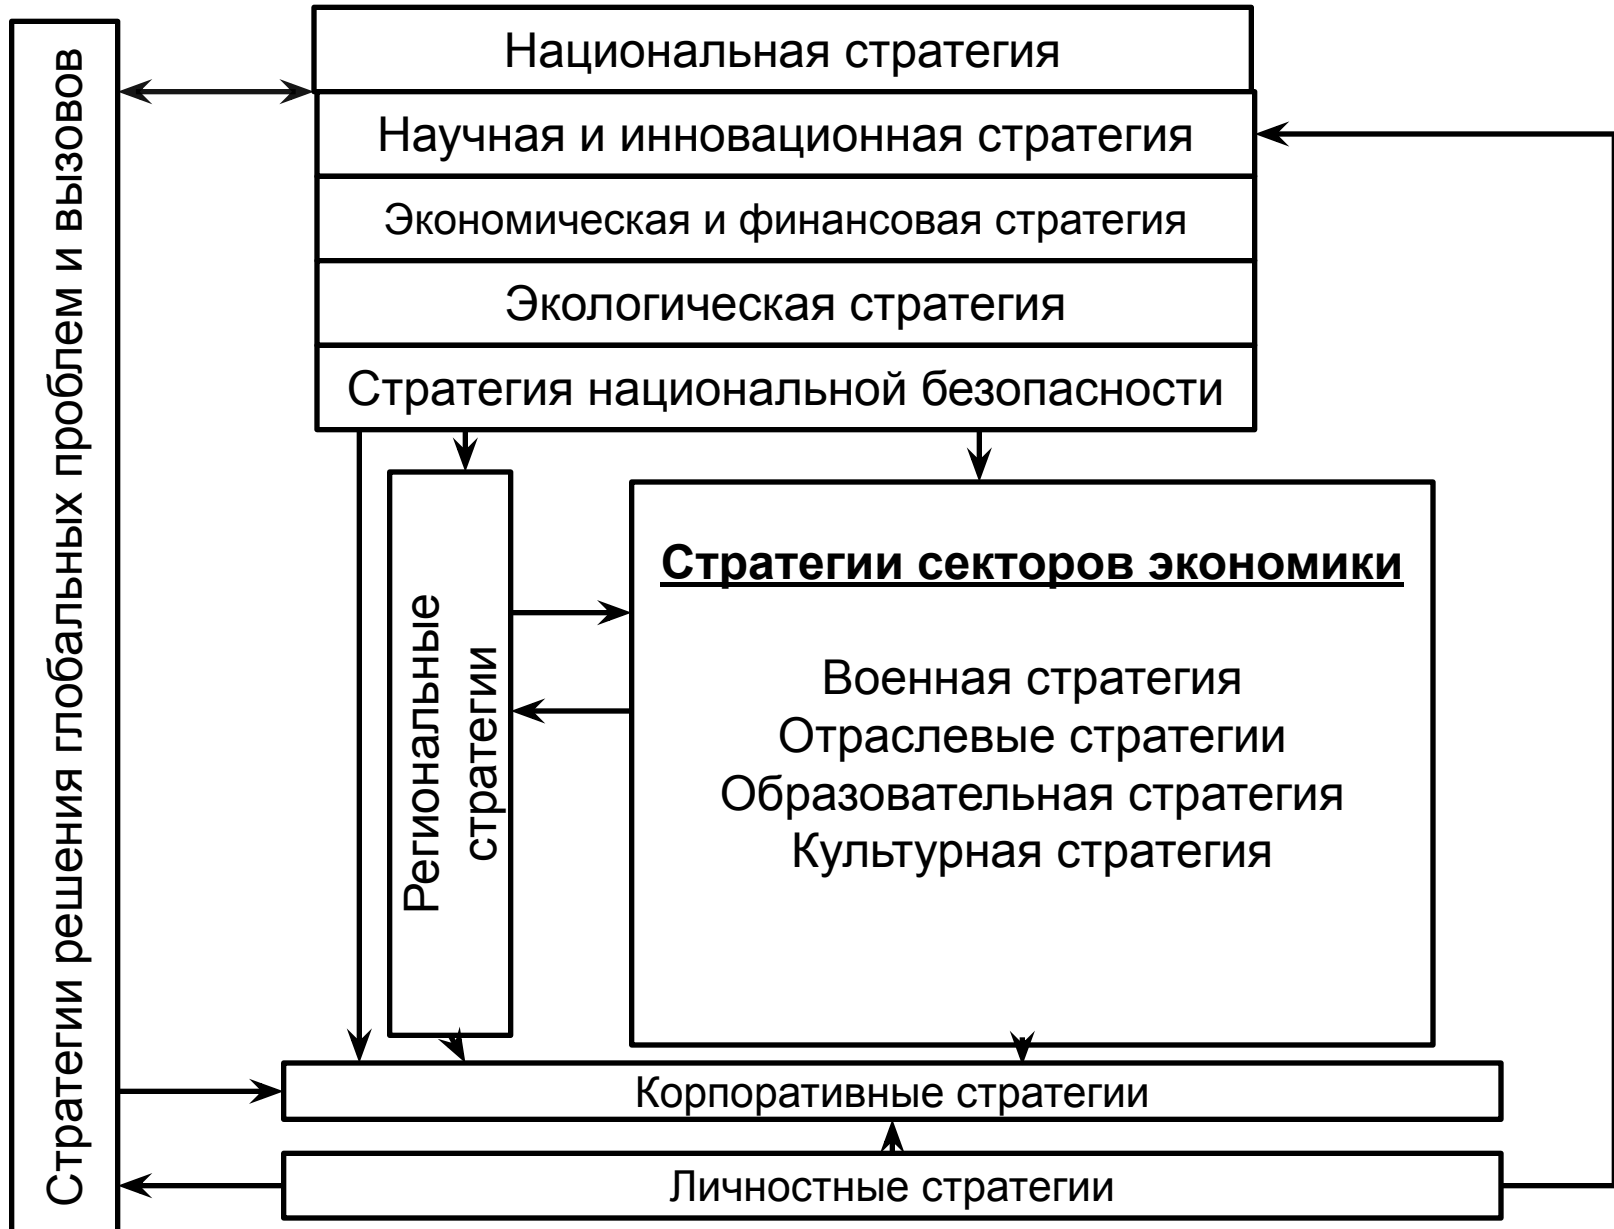 Стратегии решения глобальных проблем и вызовов
Национальная стратегия
Научная и инновационная стратегия
Экономическая и финансовая стратегия
Экологическая стратегия
Стратегия национальной безопасности
Региональные
стратегии
Стратегии секторов экономики
Военная стратегия
Отраслевые стратегии
Образовательная стратегия
Культурная стратегия
Корпоративные стратегии
Личностные стратегии